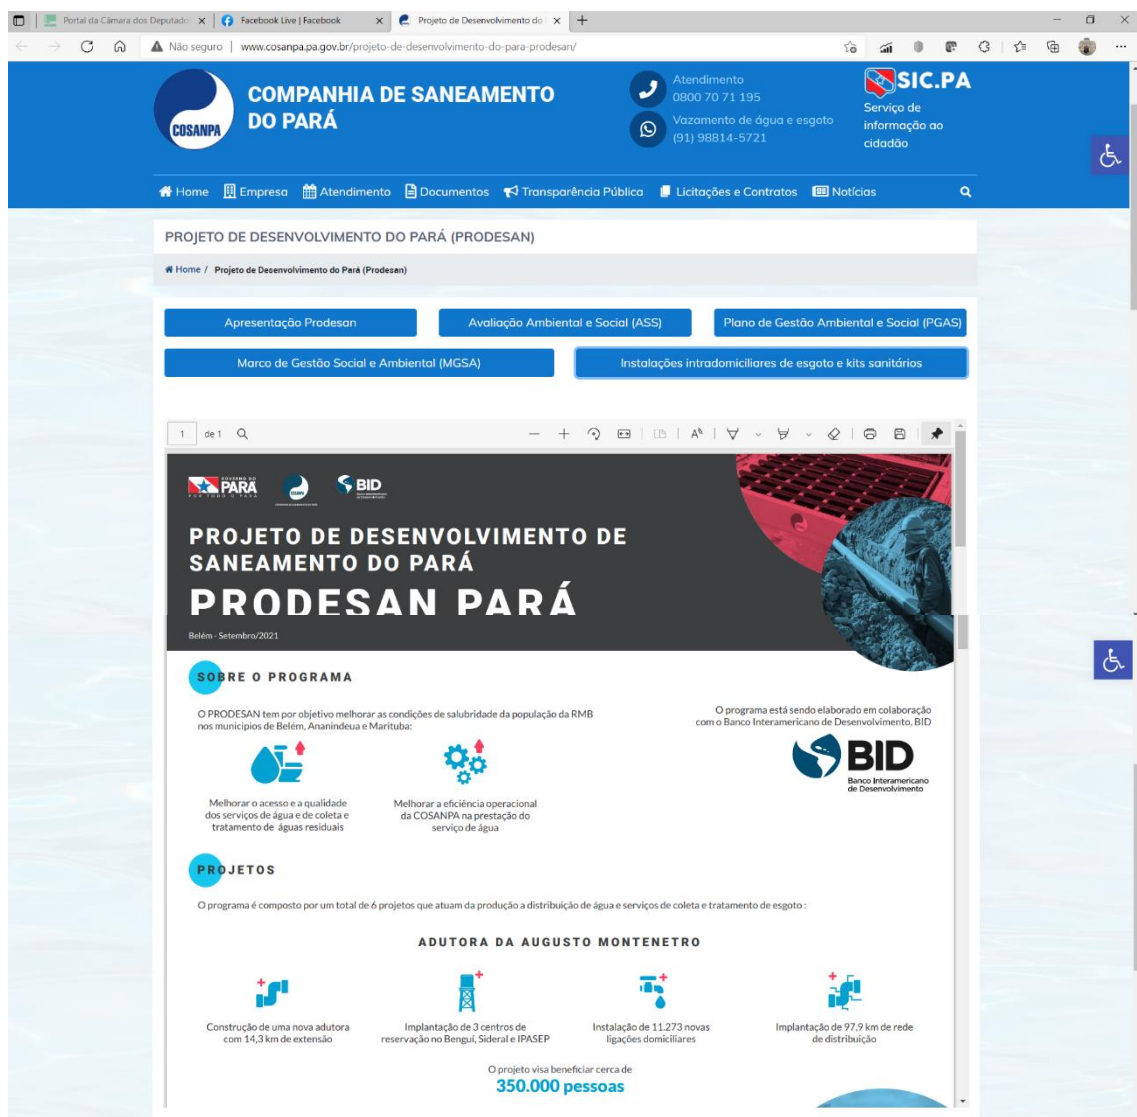 Portal da Câmara dos Deputado
Facebook Live | Facebook
Projeto de Desenvolvimento do
Não seguro | www.cosanpa.pa.gov.br/projeto-de-desenvolvimento-do-para-prodesan/
COSANPA
COMPANHIA DE SANEAMENTO
DO PARÁ
Atendimento
0800 70 71 195
Vazamento de água e esgoto
(91) 98814-5721
SIC.PA
Serviço de
informação ao
cidadão
Home Empresa Atendimento Documentos Transparência Pública Licitações e Contratos Notícias
PROJETO DE DESENVOLVIMENTO DO PARÁ (PRODESAN)
Home / Projeto de Desenvolvimento do Pará (Prodesan)
Apresentação Prodesan
Avaliação Ambiental e Social (ASS)
Plano de Gestão Ambiental e Social (PGAS)
Marco de Gestão Social e Ambiental (MGSA)
Instalações intradomiciliares de esgoto e kits sanitários
1 de 1
GOVERNO DO
PARÁ
POR TODO O PARÁ
BID
PROJETO DE DESENVOLVIMENTO DE
SANEAMENTO DO PARÁ
PRODESAN PARÁ
Belém - Setembro/2021
SOBRE O PROGRAMA
O PRODESAN tem por objetivo melhorar as condições de salubridade da população da RMB
nos municipios de Belém, Ananindeua e Marituba:
O programa está sendo elaborado em colaboração
com o Banco Interamericano de Desenvolvimento, BID
BID
Banco Interamericano
de Desenvolvimento
Melhorar o acesso e a qualidade
dos serviços de água e de coleta e
tratamento de águas residuais
Melhorar a eficiência operacional
da COSANPA na prestação do
serviço de água
PROJETOS
O programa é composto por um total de 6 projetos que atuam da produção a distribuição de água e serviços de coleta e tratamento de esgoto :
ADUTORA DA AUGUSTO MONTENETRO
Construção de uma nova adutora
com 14,3 km de extensão
Implantação de 3 centros de
reservação no Benguí, Sideral e IPASEP
Instalação de 11.273 novas
ligações domiciliares
Implantação de 97,9 km de rede
de distribuição
O projeto visa beneficiar cerca de
350.000 pessoas